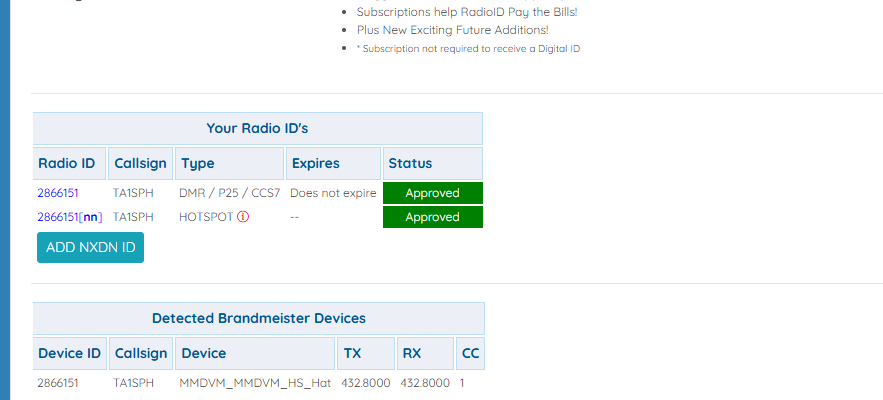 Subscriptions help RadioID Pay the Bills!
Plus New Exciting Future Additions!
* Subscription not required to receive a Digital ID
Your Radio ID's
Radio ID Callsign Type Expires Status
2866151 TA1SPH DMR / P25 / CCS7 Does not expire Approved
2866151[nn] TA1SPH HOTSPOT -- Approved
ADD NXDN ID
Detected Brandmeister Devices
Device ID Callsign Device TX RX CC
2866151 TA1SPH MMDVM_MMDVM_HS_Hat 432.8000 432.8000 1